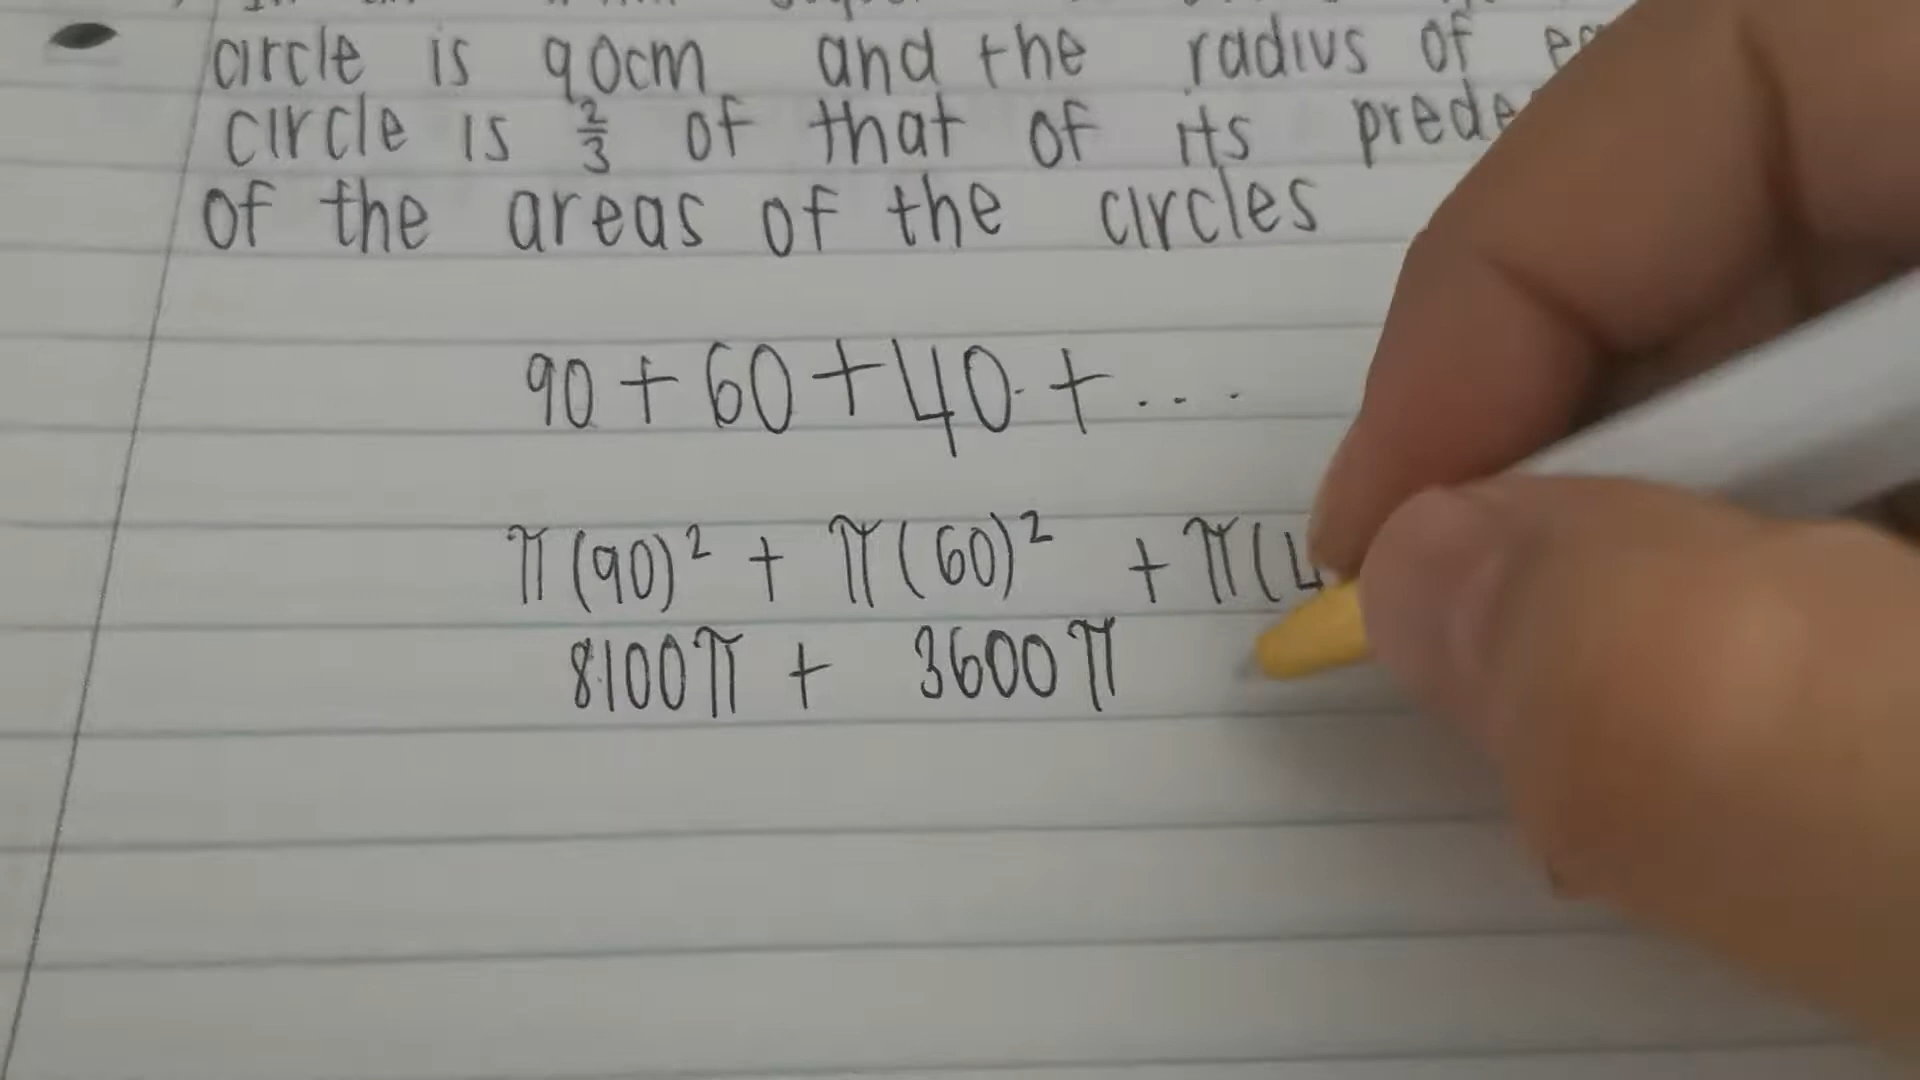 circle is 90cm and the radius of
circle is 2/3 of that of its
of the areas of the circles
90 + 60 + 40 + ...
π(90)² + π(60)² + π(4
8100π + 3600π